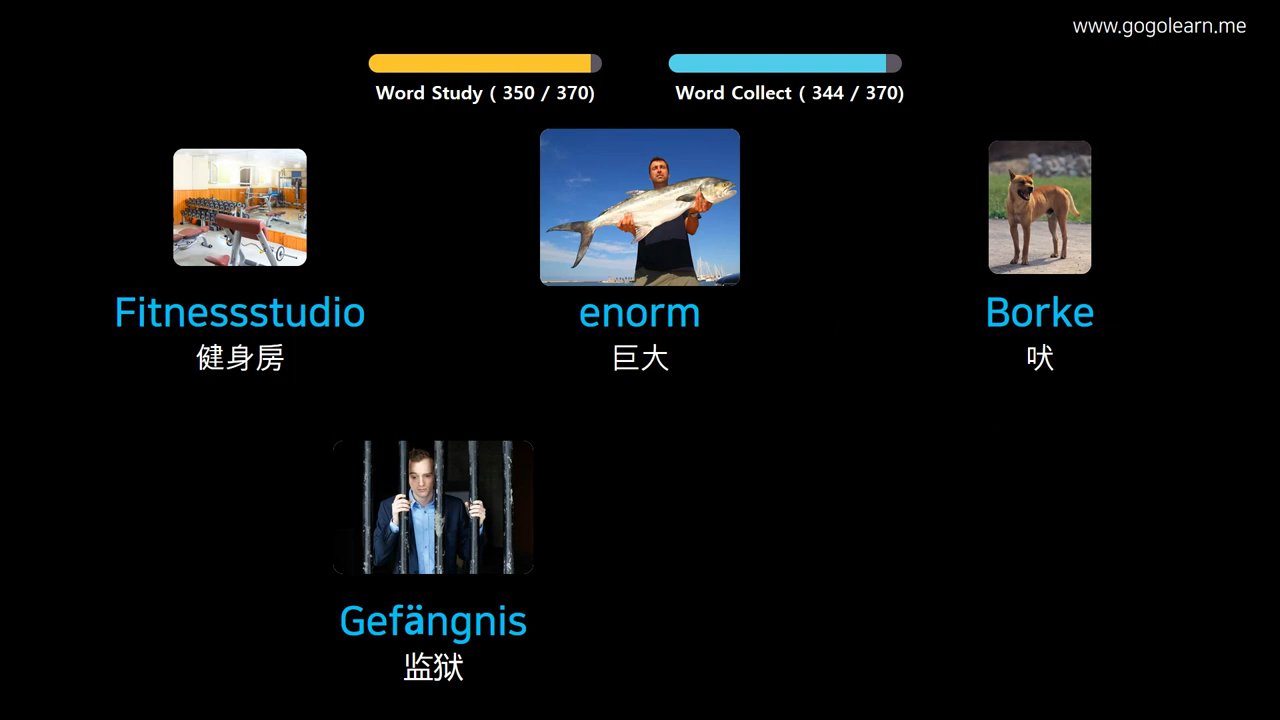 www.gogolearn.me
Word Study ( 350 / 370)
Word Collect ( 344 / 370)
Fitnessstudio
健身房
enorm
巨大
Borke
吠
Gefängnis
监狱